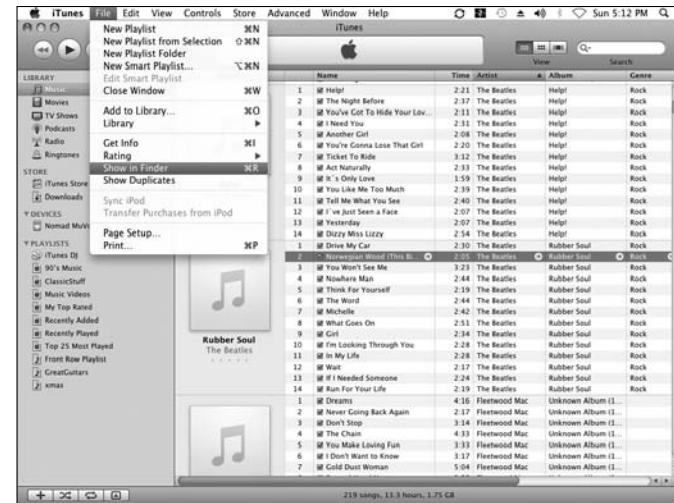 iTunes File Edit View Controls Store Advanced Window Help Sun 5:12 PM
iTunes
New Playlist ⌘N
New Playlist from Selection ⇧⌘N
New Playlist Folder
New Smart Playlist... ⌥⌘N
Edit Smart Playlist
Close Window ⌘W
Add to Library... ⌘O
Library
Get Info ⌘I
Rating
Show in Finder ⌘R
Show Duplicates
Sync iPod
Transfer Purchases from iPod
Page Setup...
Print... ⌘P
View Search
LIBRARY
Music
Movies
TV Shows
Podcasts
Radio
Ringtones
STORE
iTunes Store
Downloads
DEVICES
Nomad MuVo
PLAYLISTS
iTunes DJ
90's Music
ClassicStuff
Music Videos
My Top Rated
Recently Added
Recently Played
Top 25 Most Played
Front Row Playlist
GreatGuitars
xmas
Rubber Soul
The Beatles
Name Time Artist Album Genre
1 Help! 2:21 The Beatles Help! Rock
2 The Night Before 2:37 The Beatles Help! Rock
3 You've Got To Hide Your Lov... 2:11 The Beatles Help! Rock
4 I Need You 2:31 The Beatles Help! Rock
5 Another Girl 2:08 The Beatles Help! Rock
6 You're Gonna Lose That Girl 2:20 The Beatles Help! Rock
7 Ticket To Ride 3:12 The Beatles Help! Rock
8 Act Naturally 2:33 The Beatles Help! Rock
9 It`s Only Love 1:59 The Beatles Help! Rock
10 You Like Me Too Much 2:39 The Beatles Help! Rock
11 Tell Me What You See 2:40 The Beatles Help! Rock
12 I`ve Just Seen a Face 2:07 The Beatles Help! Rock
13 Yesterday 2:07 The Beatles Help! Rock
14 Dizzy Miss Lizzy 2:54 The Beatles Help! Rock
1 Drive My Car 2:30 The Beatles Rubber Soul Rock
2 Norwegian Wood (This Bi... 2:05 The Beatles Rubber Soul Rock
3 You Won't See Me 3:23 The Beatles Rubber Soul Rock
4 Nowhere Man 2:44 The Beatles Rubber Soul Rock
5 Think For Yourself 2:19 The Beatles Rubber Soul Rock
6 The Word 2:44 The Beatles Rubber Soul Rock
7 Michelle 2:42 The Beatles Rubber Soul Rock
8 What Goes On 2:51 The Beatles Rubber Soul Rock
9 Girl 2:34 The Beatles Rubber Soul Rock
10 I'm Looking Through You 2:28 The Beatles Rubber Soul Rock
11 In My Life 2:28 The Beatles Rubber Soul Rock
12 Wait 2:17 The Beatles Rubber Soul Rock
13 If I Needed Someone 2:24 The Beatles Rubber Soul Rock
14 Run For Your Life 2:19 The Beatles Rubber Soul Rock
1 Dreams 4:16 Fleetwood Mac Unknown Album (1... Rock
2 Never Going Back Again 2:17 Fleetwood Mac Unknown Album (1... Rock
3 Don't Stop 3:14 Fleetwood Mac Unknown Album (1... Rock
4 The Chain 4:33 Fleetwood Mac Unknown Album (1... Rock
5 You Make Loving Fun 3:33 Fleetwood Mac Unknown Album (1... Rock
6 I Don't Want to Know 3:17 Fleetwood Mac Unknown Album (1... Rock
7 Gold Dust Woman 5:04 Fleetwood Mac Unknown Album (1... Rock
219 songs, 13.3 hours, 1.75 GB